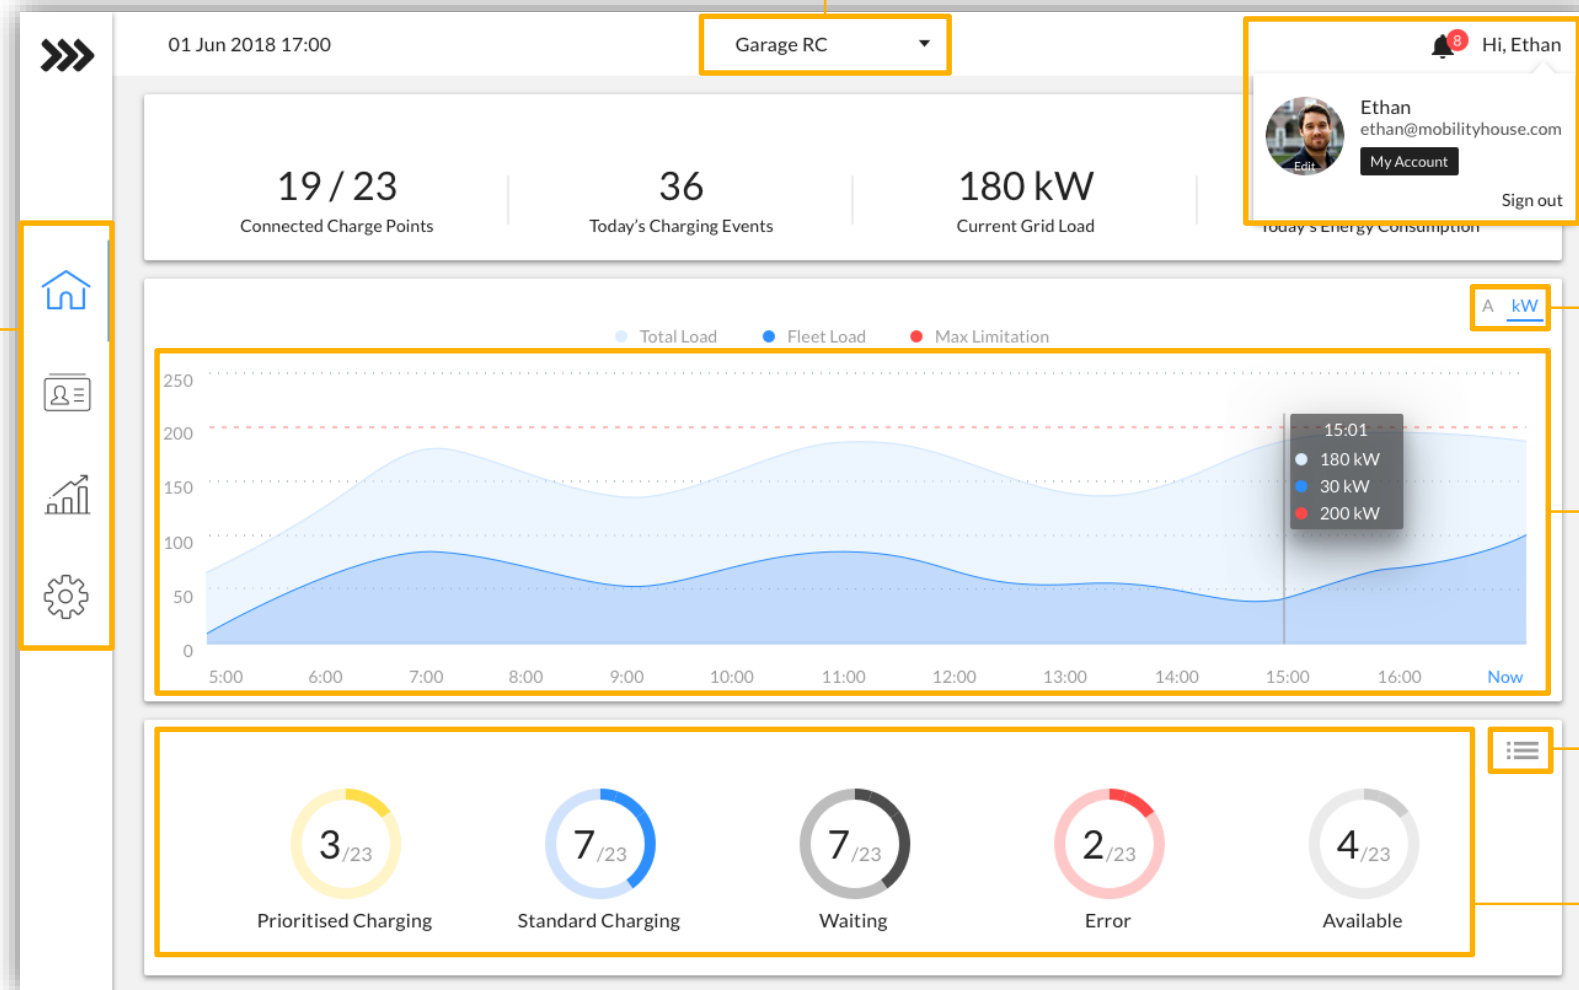 01 Jun 2018 17:00
Garage RC
8
Hi, Ethan
Ethan
ethan@mobilityhouse.com
Edit
My Account
Sign out
19 / 23
Connected Charge Points
36
Today's Charging Events
180 kW
Current Grid Load
Today's Energy Consumption
A kW
Total Load Fleet Load Max Limitation
250
200
150
100
50
0
15:01
180 kW
30 kW
200 kW
5:00 6:00 7:00 8:00 9:00 10:00 11:00 12:00 13:00 14:00 15:00 16:00 Now
3/23
Prioritised Charging
7/23
Standard Charging
7/23
Waiting
2/23
Error
4/23
Available